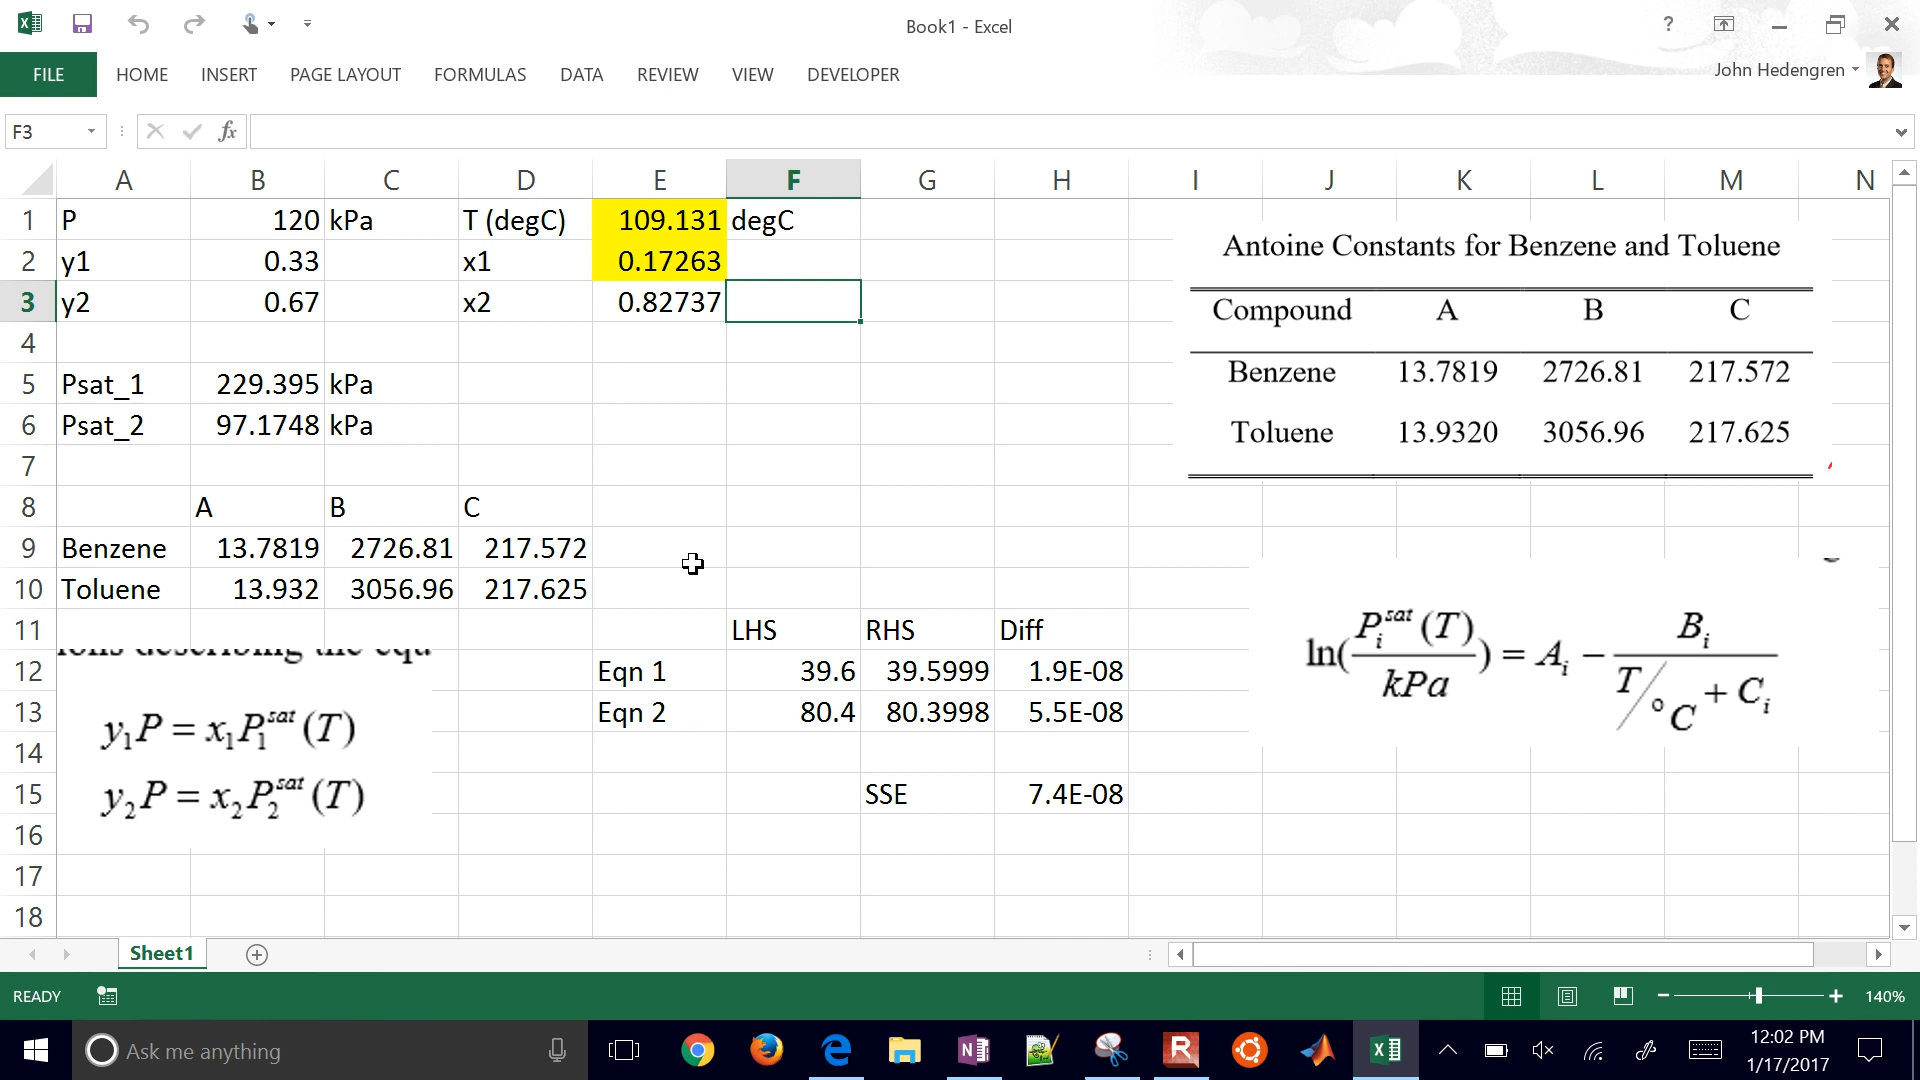 Book1 - Excel
FILE HOME INSERT PAGE LAYOUT FORMULAS DATA REVIEW VIEW DEVELOPER
John Hedengren
F3 fx
A B C D E F G H I J K L M N
1 P 120 kPa T (degC) 109.131 degC
2 y1 0.33 x1 0.17263
3 y2 0.67 x2 0.82737
4
5 Psat_1 229.395 kPa
6 Psat_2 97.1748 kPa
7
8 A B C
9 Benzene 13.7819 2726.81 217.572
10 Toluene 13.932 3056.96 217.625
11 LHS RHS Diff
12 Eqn 1 39.6 39.5999 1.9E-08
13 Eqn 2 80.4 80.3998 5.5E-08
14
15 SSE 7.4E-08
16
17
18
Antoine Constants for Benzene and Toluene
Compound A B C
Benzene 13.7819 2726.81 217.572
Toluene 13.9320 3056.96 217.625
ln(P_i^sat (T) / kPa) = A_i − B_i / (T/°C + C_i)
describing the equ
y₁P = x₁P₁^sat (T)
y₂P = x₂P₂^sat (T)
Sheet1
READY 140%
Ask me anything
12:02 PM
1/17/2017